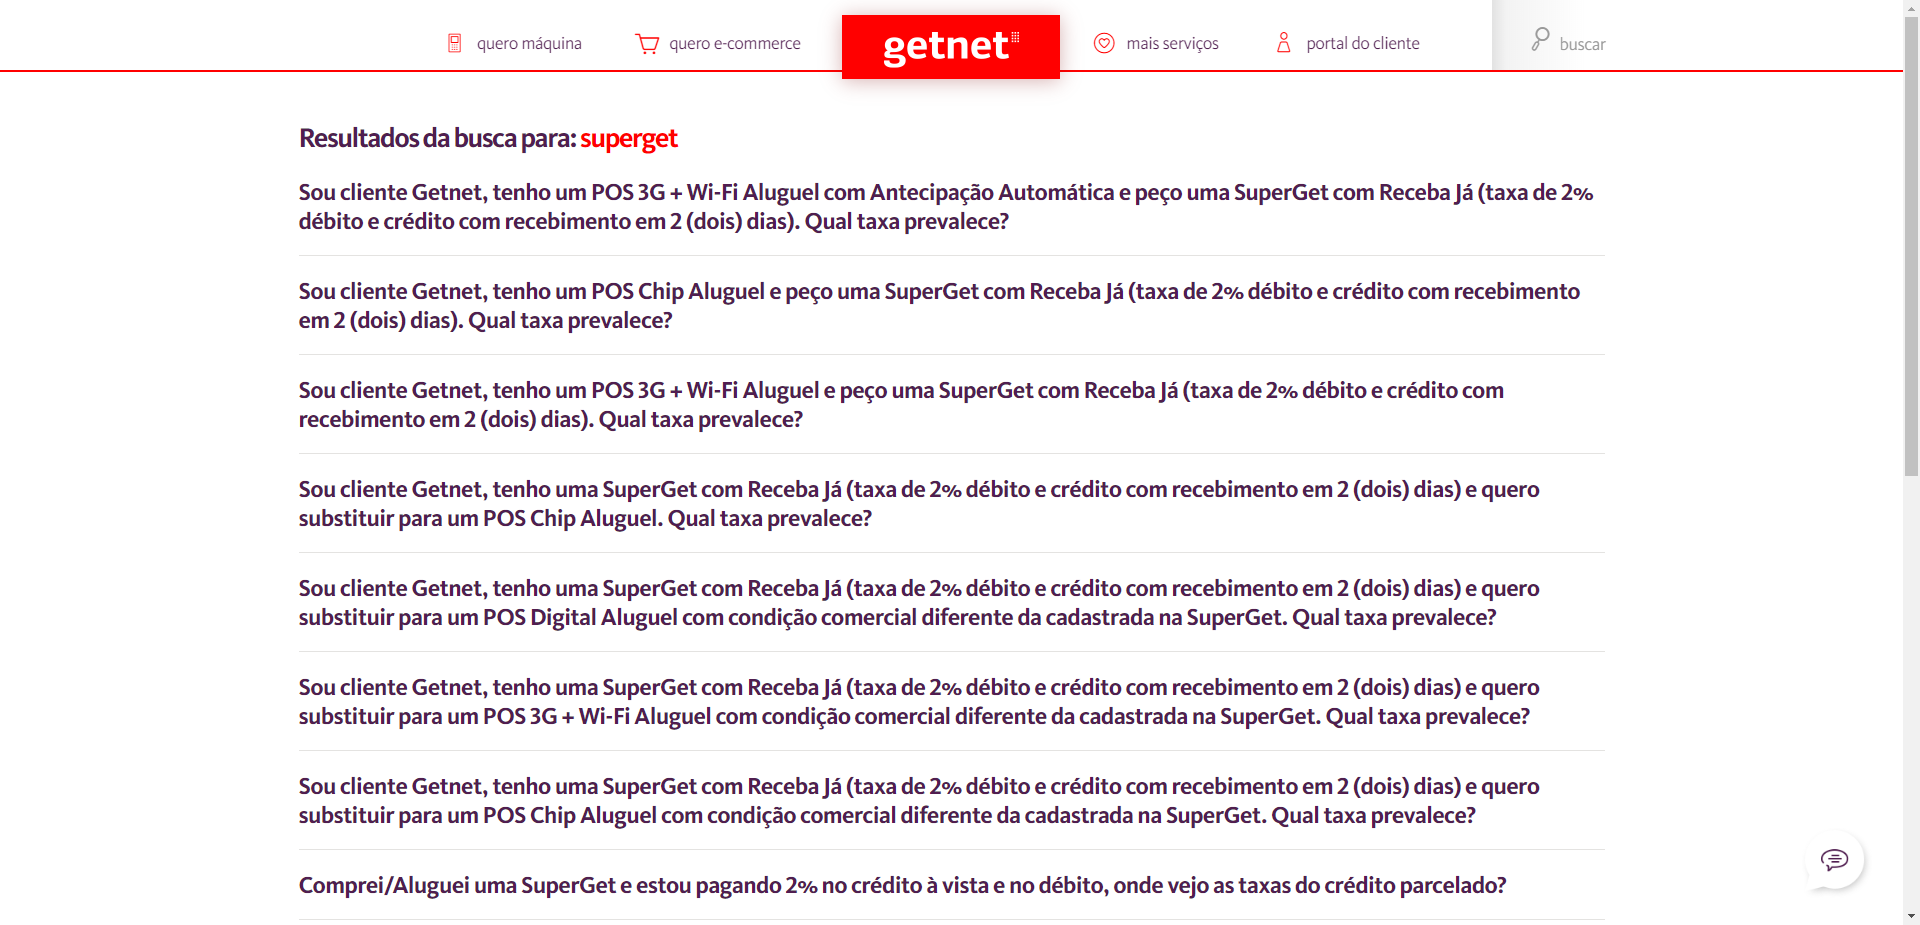 quero máquina
quero e-commerce
getnet
mais serviços
portal do cliente
buscar
Resultados da busca para: superget
Sou cliente Getnet, tenho um POS 3G + Wi-Fi Aluguel com Antecipação Automática e peço uma SuperGet com Receba Já (taxa de 2%
débito e crédito com recebimento em 2 (dois) dias). Qual taxa prevalece?
Sou cliente Getnet, tenho um POS Chip Aluguel e peço uma SuperGet com Receba Já (taxa de 2% débito e crédito com recebimento
em 2 (dois) dias). Qual taxa prevalece?
Sou cliente Getnet, tenho um POS 3G + Wi-Fi Aluguel e peço uma SuperGet com Receba Já (taxa de 2% débito e crédito com
recebimento em 2 (dois) dias). Qual taxa prevalece?
Sou cliente Getnet, tenho uma SuperGet com Receba Já (taxa de 2% débito e crédito com recebimento em 2 (dois) dias) e quero
substituir para um POS Chip Aluguel. Qual taxa prevalece?
Sou cliente Getnet, tenho uma SuperGet com Receba Já (taxa de 2% débito e crédito com recebimento em 2 (dois) dias) e quero
substituir para um POS Digital Aluguel com condição comercial diferente da cadastrada na SuperGet. Qual taxa prevalece?
Sou cliente Getnet, tenho uma SuperGet com Receba Já (taxa de 2% débito e crédito com recebimento em 2 (dois) dias) e quero
substituir para um POS 3G + Wi-Fi Aluguel com condição comercial diferente da cadastrada na SuperGet. Qual taxa prevalece?
Sou cliente Getnet, tenho uma SuperGet com Receba Já (taxa de 2% débito e crédito com recebimento em 2 (dois) dias) e quero
substituir para um POS Chip Aluguel com condição comercial diferente da cadastrada na SuperGet. Qual taxa prevalece?
Comprei/Aluguei uma SuperGet e estou pagando 2% no crédito à vista e no débito, onde vejo as taxas do crédito parcelado?